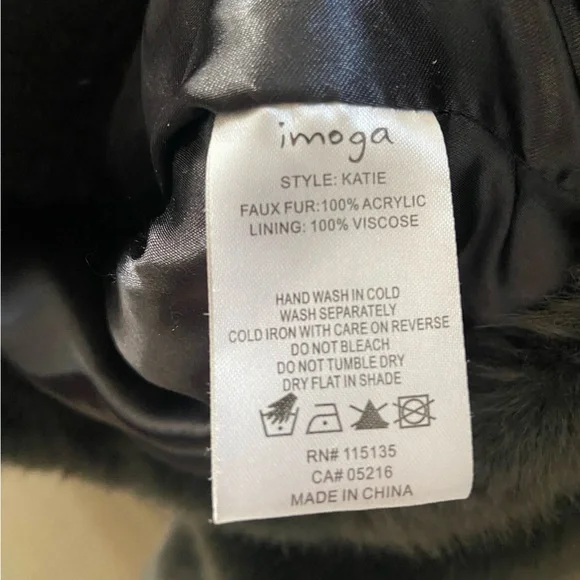 imoga
STYLE: KATIE
FAUX FUR:100% ACRYLIC
LINING: 100% VISCOSE
HAND WASH IN COLD
WASH SEPARATELY
COLD IRON WITH CARE ON REVERSE
DO NOT BLEACH
DO NOT TUMBLE DRY
DRY FLAT IN SHADE
RN# 115135
CA# 05216
MADE IN CHINA